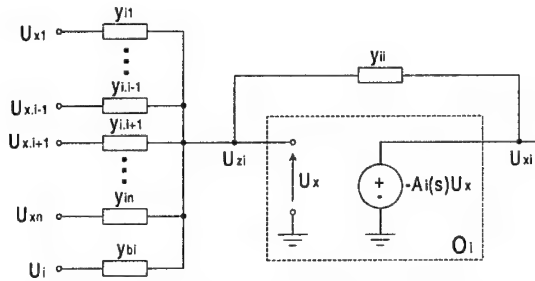 yi1
Ux1
yi.i-1
Ux.i-1
yi.i+1
Ux.i+1
yin
Uxn
ybi
Ui
yii
Uzi
Ux
+
-
-Ai(s)Ux
Uxi
Oi